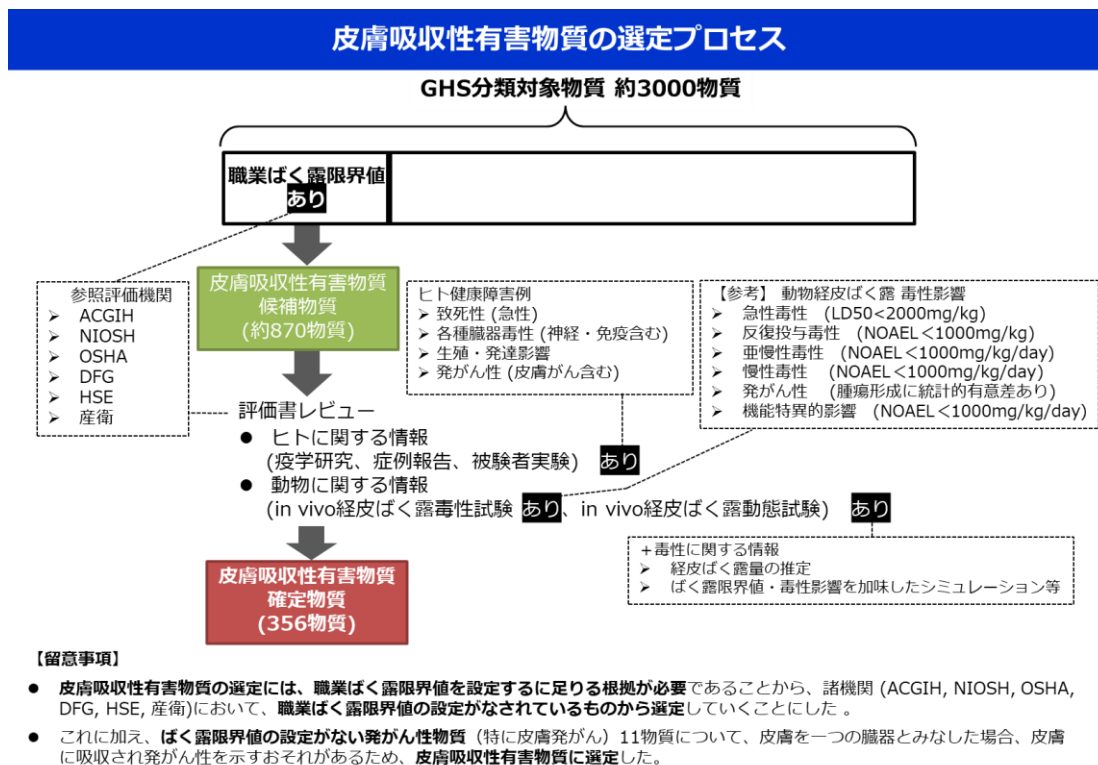 皮膚吸収性有害物質の選定プロセス
GHS分類対象物質 約3000物質
職業ばく露限界値
あり
皮膚吸収性有害物質
候補物質
(約870物質)
参照評価機関
➢ ACGIH
➢ NIOSH
➢ OSHA
➢ DFG
➢ HSE
➢ 産衛
ヒト健康障害例
➢ 致死性 (急性)
➢ 各種臓器毒性 (神経・免疫含む)
➢ 生殖・発達影響
➢ 発がん性 (皮膚がん含む)
【参考】 動物経皮ばく露 毒性影響
➢ 急性毒性 (LD50<2000mg/kg)
➢ 反復投与毒性 (NOAEL<1000mg/kg)
➢ 亜慢性毒性 (NOAEL<1000mg/kg/day)
➢ 慢性毒性 (NOAEL<1000mg/kg/day)
➢ 発がん性 (腫瘍形成に統計的有意差あり)
➢ 機能特異的影響 (NOAEL<1000mg/kg/day)
評価書レビュー
● ヒトに関する情報
(疫学研究、症例報告、被験者実験) あり
● 動物に関する情報
(in vivo経皮ばく露毒性試験 あり、in vivo経皮ばく露動態試験) あり
+毒性に関する情報
➢ 経皮ばく露量の推定
➢ ばく露限界値・毒性影響を加味したシミュレーション等
皮膚吸収性有害物質
確定物質
(356物質)
【留意事項】
● 皮膚吸収性有害物質の選定には、職業ばく露限界値を設定するに足りる根拠が必要であることから、諸機関 (ACGIH, NIOSH, OSHA,
DFG, HSE, 産衛)において、職業ばく露限界値の設定がなされているものから選定していくことにした 。
● これに加え、ばく露限界値の設定がない発がん性物質（特に皮膚発がん）11物質について、皮膚を一つの臓器とみなした場合、皮膚
に吸収され発がん性を示すおそれがあるため、皮膚吸収性有害物質に選定した。